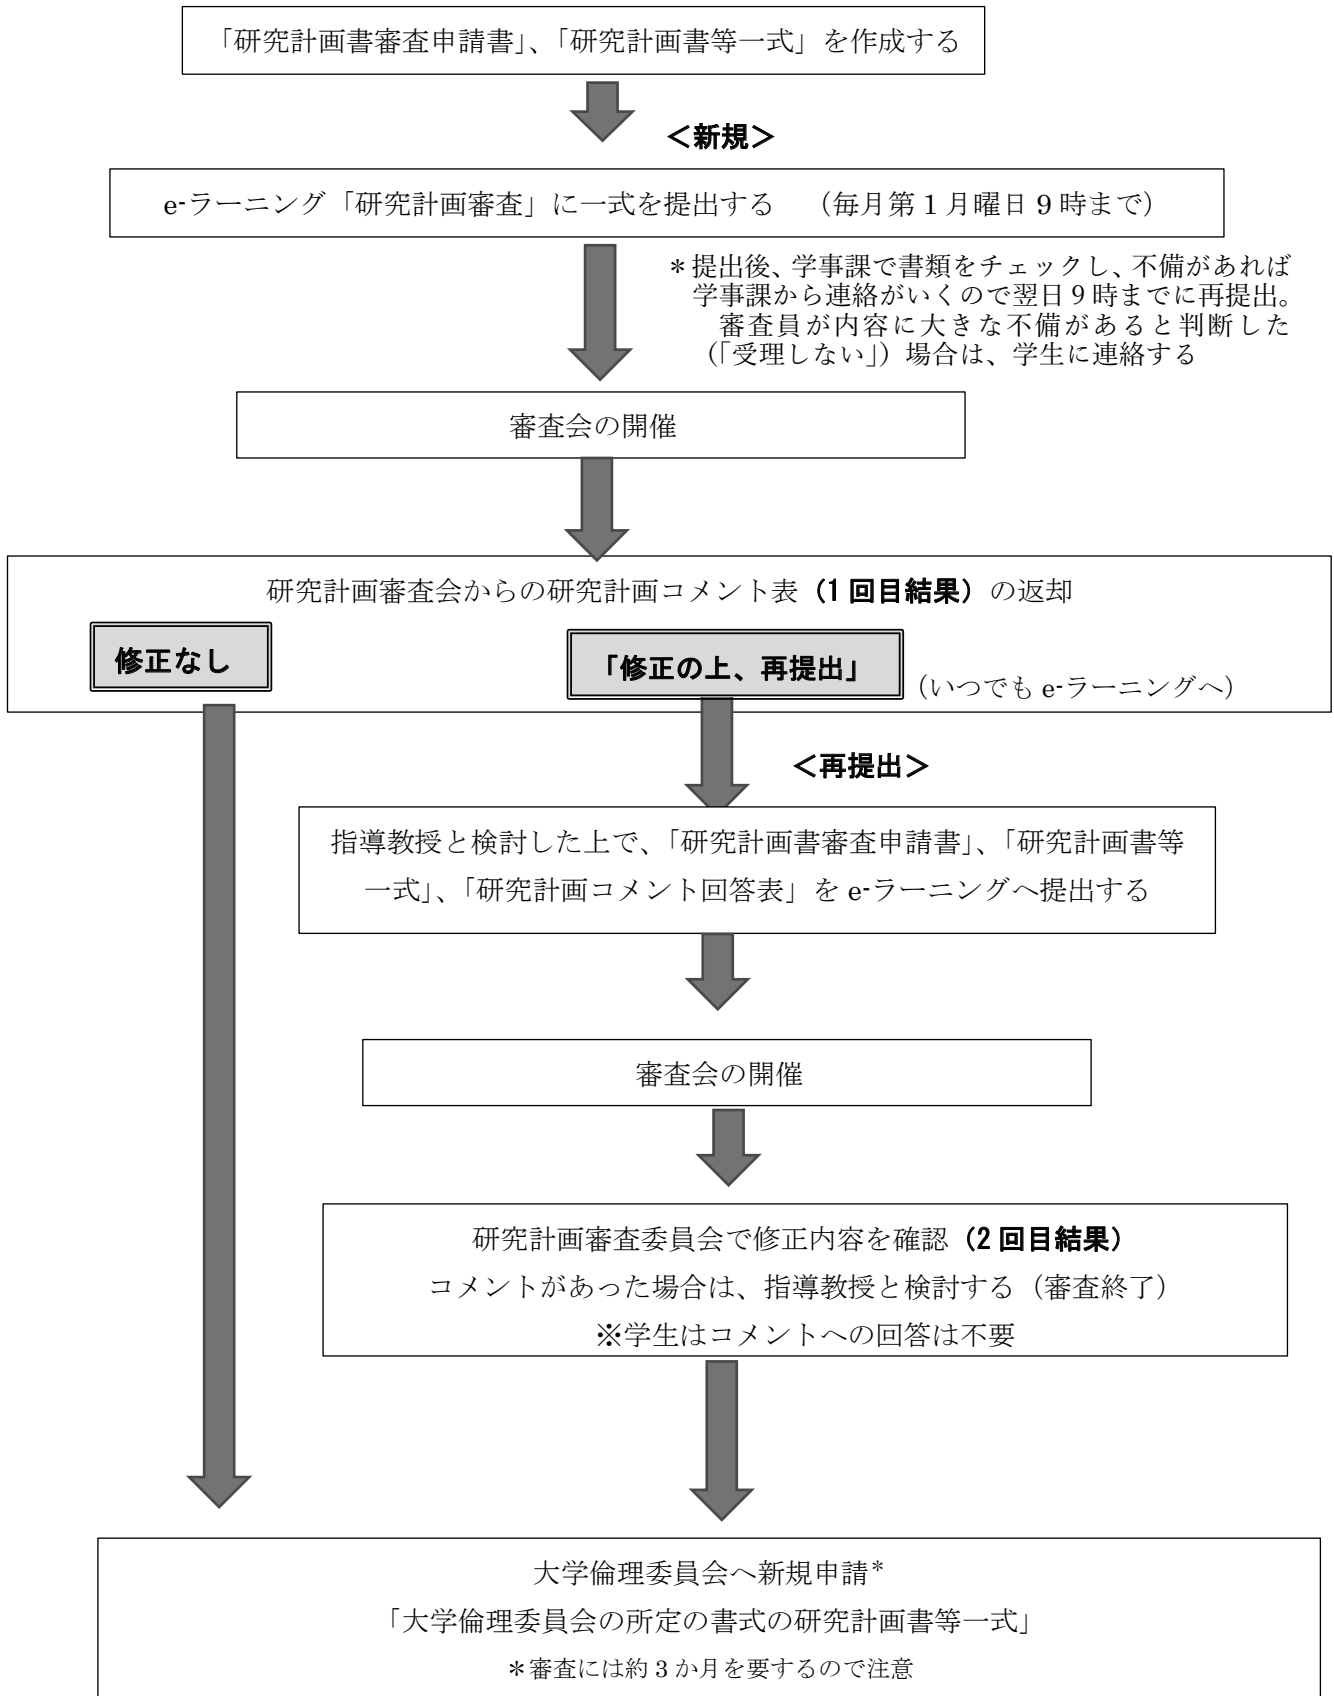 「研究計画書審査申請書」、「研究計画書等一式」を作成する
＜新規＞
e-ラーニング「研究計画審査」に一式を提出する　（毎月第 1 月曜日 9 時まで）
＊提出後、学事課で書類をチェックし、不備があれば
学事課から連絡がいくので翌日９時までに再提出。
審査員が内容に大きな不備があると判断した
（「受理しない」）場合は、学生に連絡する
審査会の開催
研究計画審査会からの研究計画コメント表（1 回目結果）の返却
修正なし
「修正の上、再提出」
（いつでも e-ラーニングへ）
＜再提出＞
指導教授と検討した上で、「研究計画書審査申請書」、「研究計画書等
一式」、「研究計画コメント回答表」を e-ラーニングへ提出する
審査会の開催
研究計画審査委員会で修正内容を確認（2 回目結果）
コメントがあった場合は、指導教授と検討する（審査終了）
※学生はコメントへの回答は不要
大学倫理委員会へ新規申請*
「大学倫理委員会の所定の書式の研究計画書等一式」
＊審査には約 3 か月を要するので注意